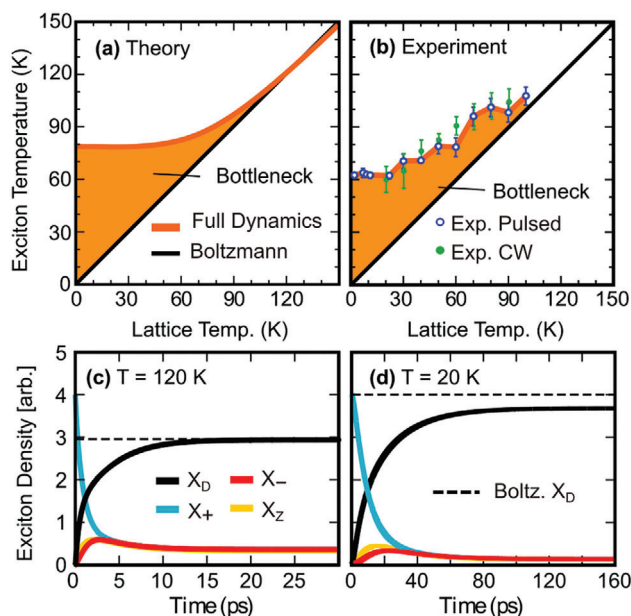 (a) Theory
Exciton Temperature (K)
150
120
90
60
30
0
Bottleneck
Full Dynamics
Boltzmann
0 30 60 90 120
Lattice Temp. (K)
(b) Experiment
Bottleneck
Exp. Pulsed
Exp. CW
0 30 60 90 120 150
Lattice Temp. (K)
(c) T = 120 K
Exciton Density [arb.]
5
4
3
2
1
0
X_D X_−
X_+ X_Z
0 5 10 15 20 25
Time (ps)
(d) T = 20 K
Boltz. X_D
0 40 80 120 160
Time (ps)